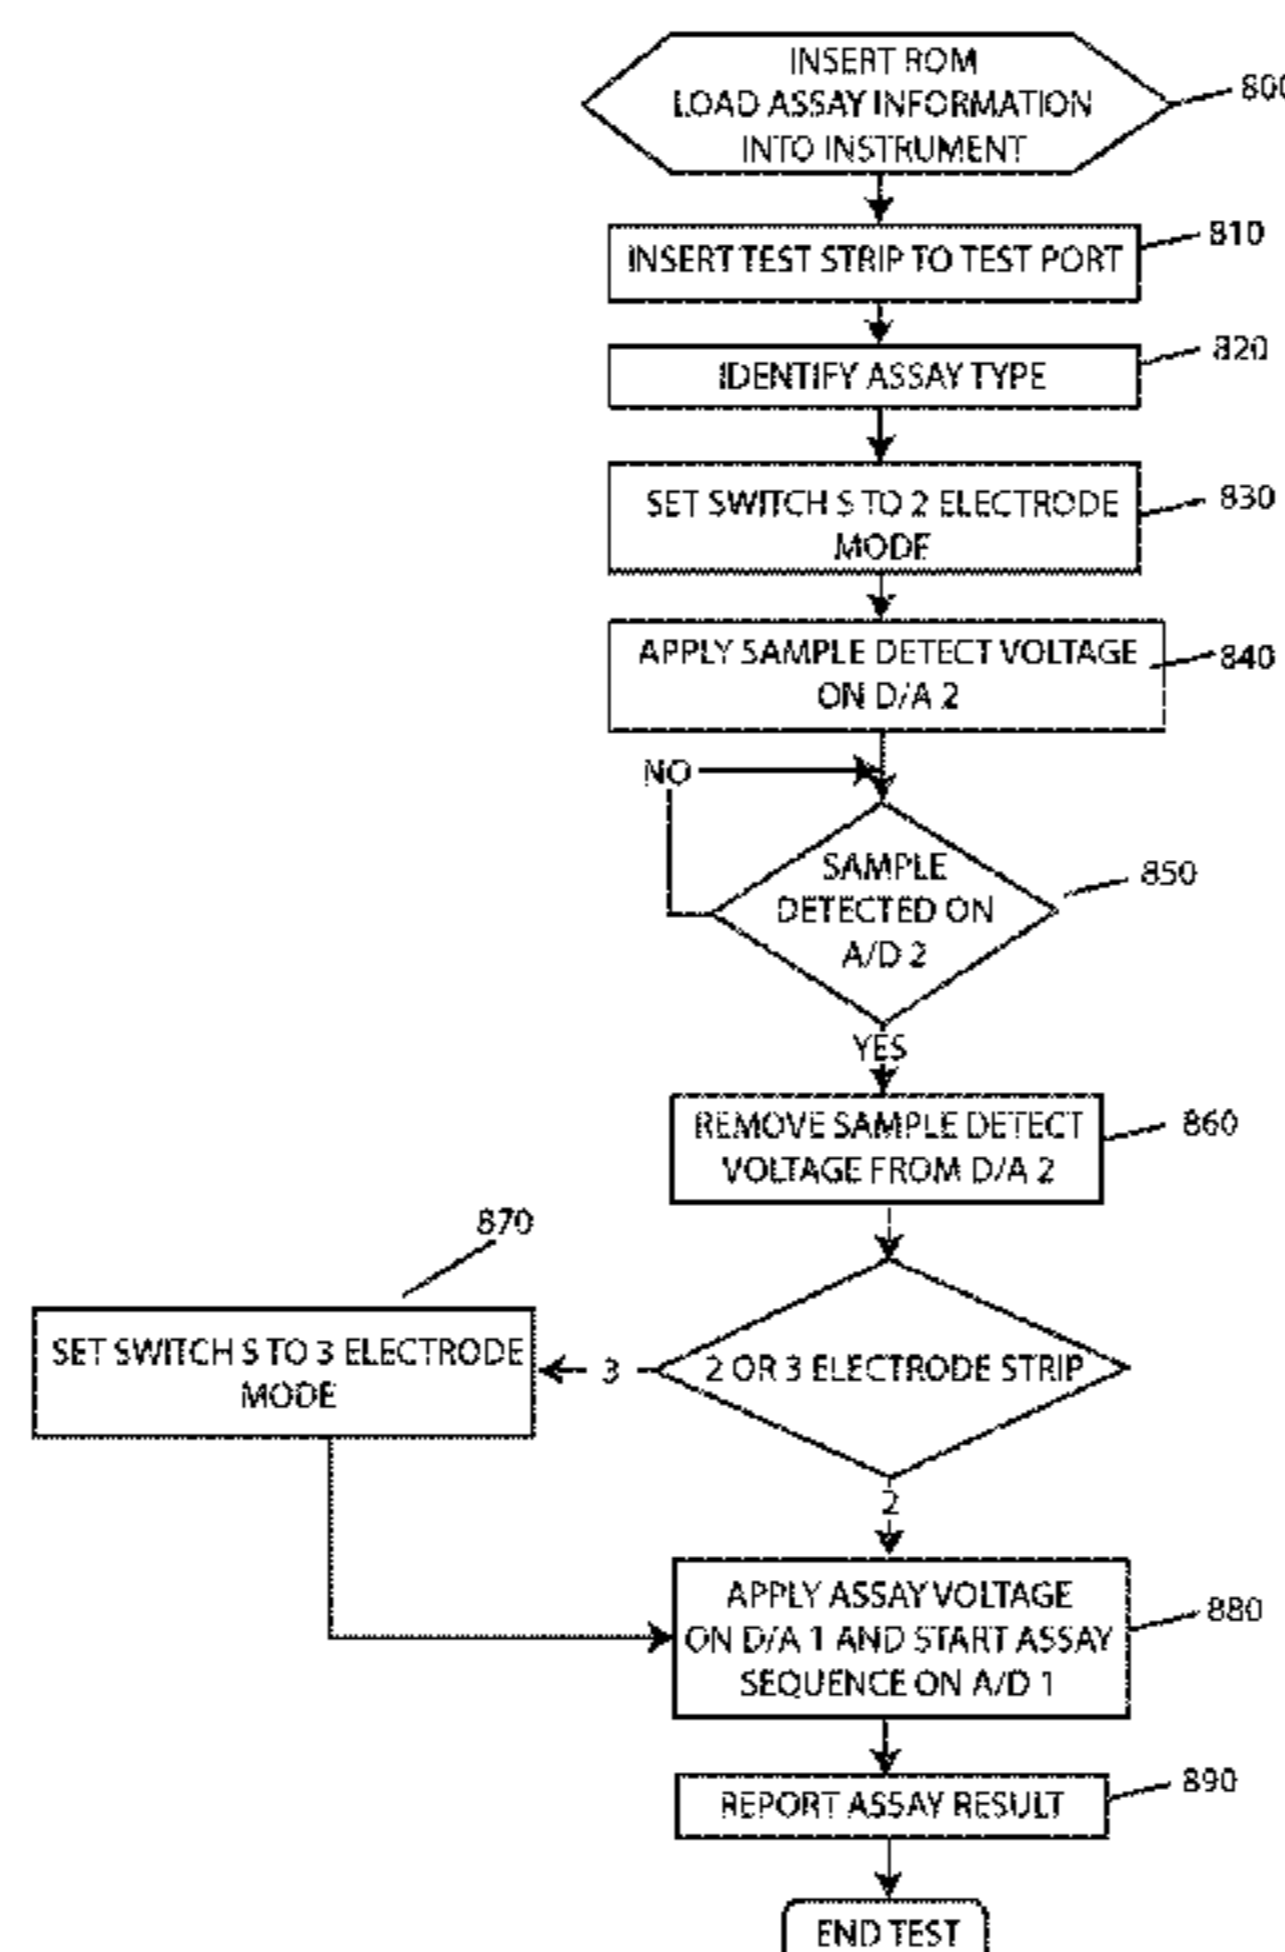 INSERT ROM
LOAD ASSAY INFORMATION
INTO INSTRUMENT
800
INSERT TEST STRIP TO TEST PORT
810
IDENTIFY ASSAY TYPE
820
SET SWITCH S TO 2 ELECTRODE
MODE
830
APPLY SAMPLE DETECT VOLTAGE
ON D/A 2
840
NO
SAMPLE
DETECTED ON
A/D 2
850
YES
REMOVE SAMPLE DETECT
VOLTAGE FROM D/A 2
860
870
SET SWITCH S TO 3 ELECTRODE
MODE
3
2 OR 3 ELECTRODE STRIP
2
APPLY ASSAY VOLTAGE
ON D/A 1 AND START ASSAY
SEQUENCE ON A/D 1
880
REPORT ASSAY RESULT
890
END TEST